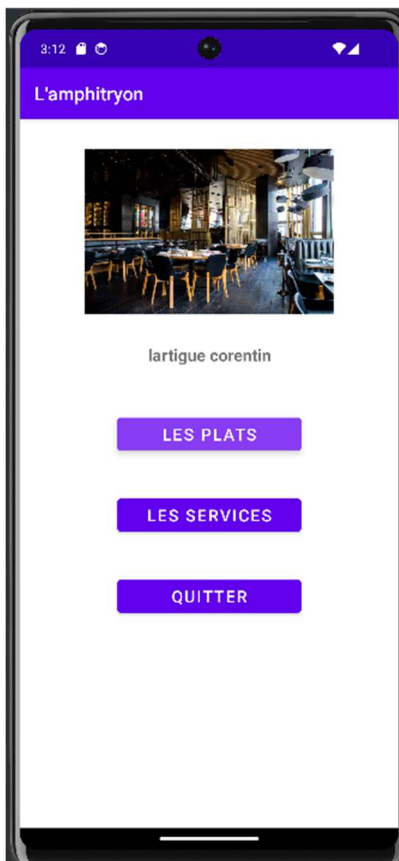 3:12
L'amphitryon
lartigue corentin
LES PLATS
LES SERVICES
QUITTER